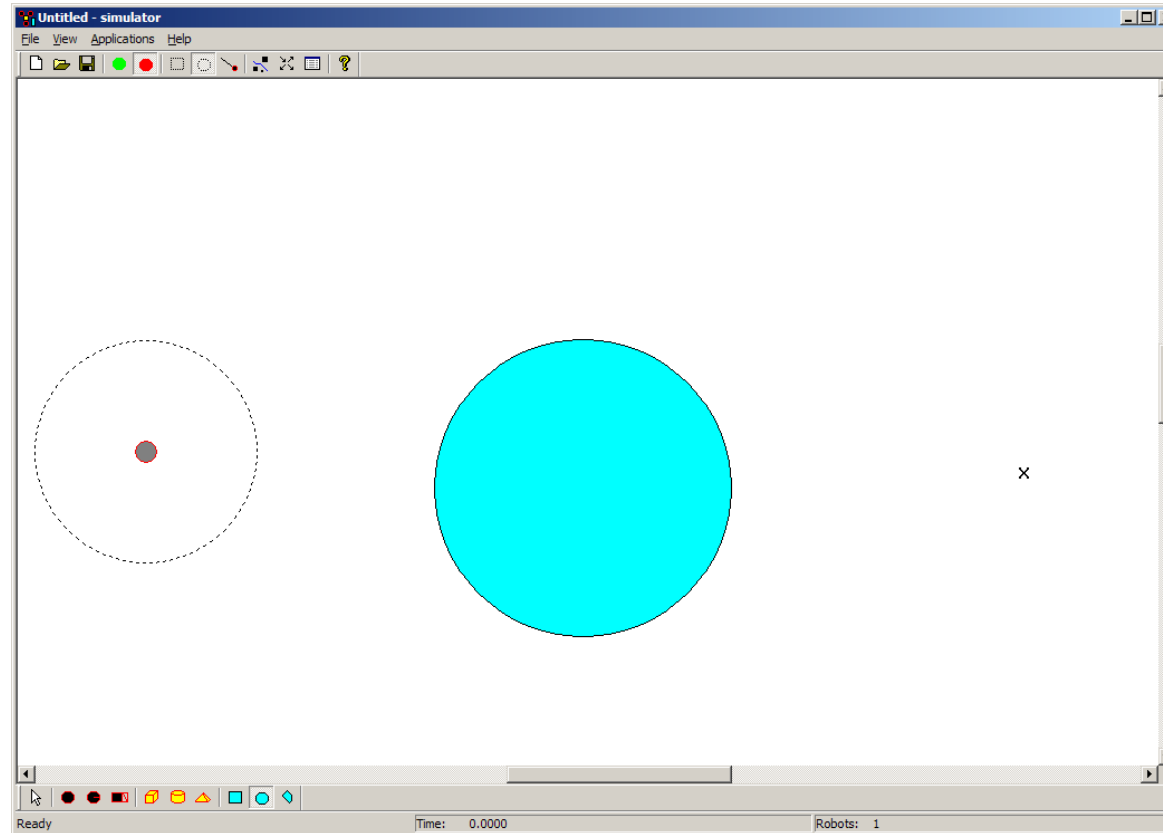 Untitled - simulator
File View Applications Help
x
Ready Time: 0.0000 Robots: 1